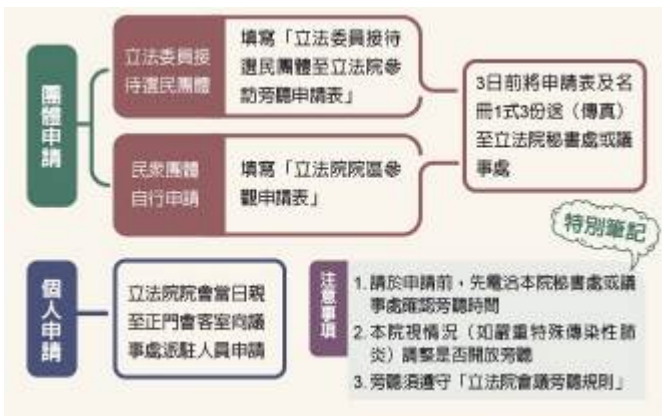 團體申請
立法委員接
待選民團體
填寫「立法委員接待
選民團體至立法院參
訪旁聽申請表」
民眾團體
自行申請
填寫「立法院院區參
觀申請表」
3日前將申請表及名
冊1式3份送（傳真）
至立法院秘書處或議
事處
特別筆記
個人申請
立法院院會當日親
至正門會客室向議
事處派駐人員申請
注意事項
1. 請於申請前，先電洽本院秘書處或議
事處確認旁聽時間
2. 本院視情況（如嚴重特殊傳染性肺
炎）調整是否開放旁聽
3. 旁聽須遵守「立法院會議旁聽規則」